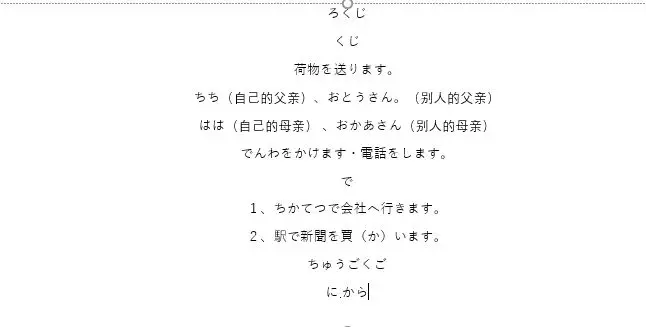 ろくじ
くじ
荷物を送ります。
ちち（自己的父亲）、おとうさん。（别人的父亲）
はは（自己的母亲） 、おかあさん（别人的母亲）
でんわをかけます・電話をします。
で
１、ちかてつで会社へ行きます。
２、駅で新聞を買（か）います。
ちゅうごくご
に.から